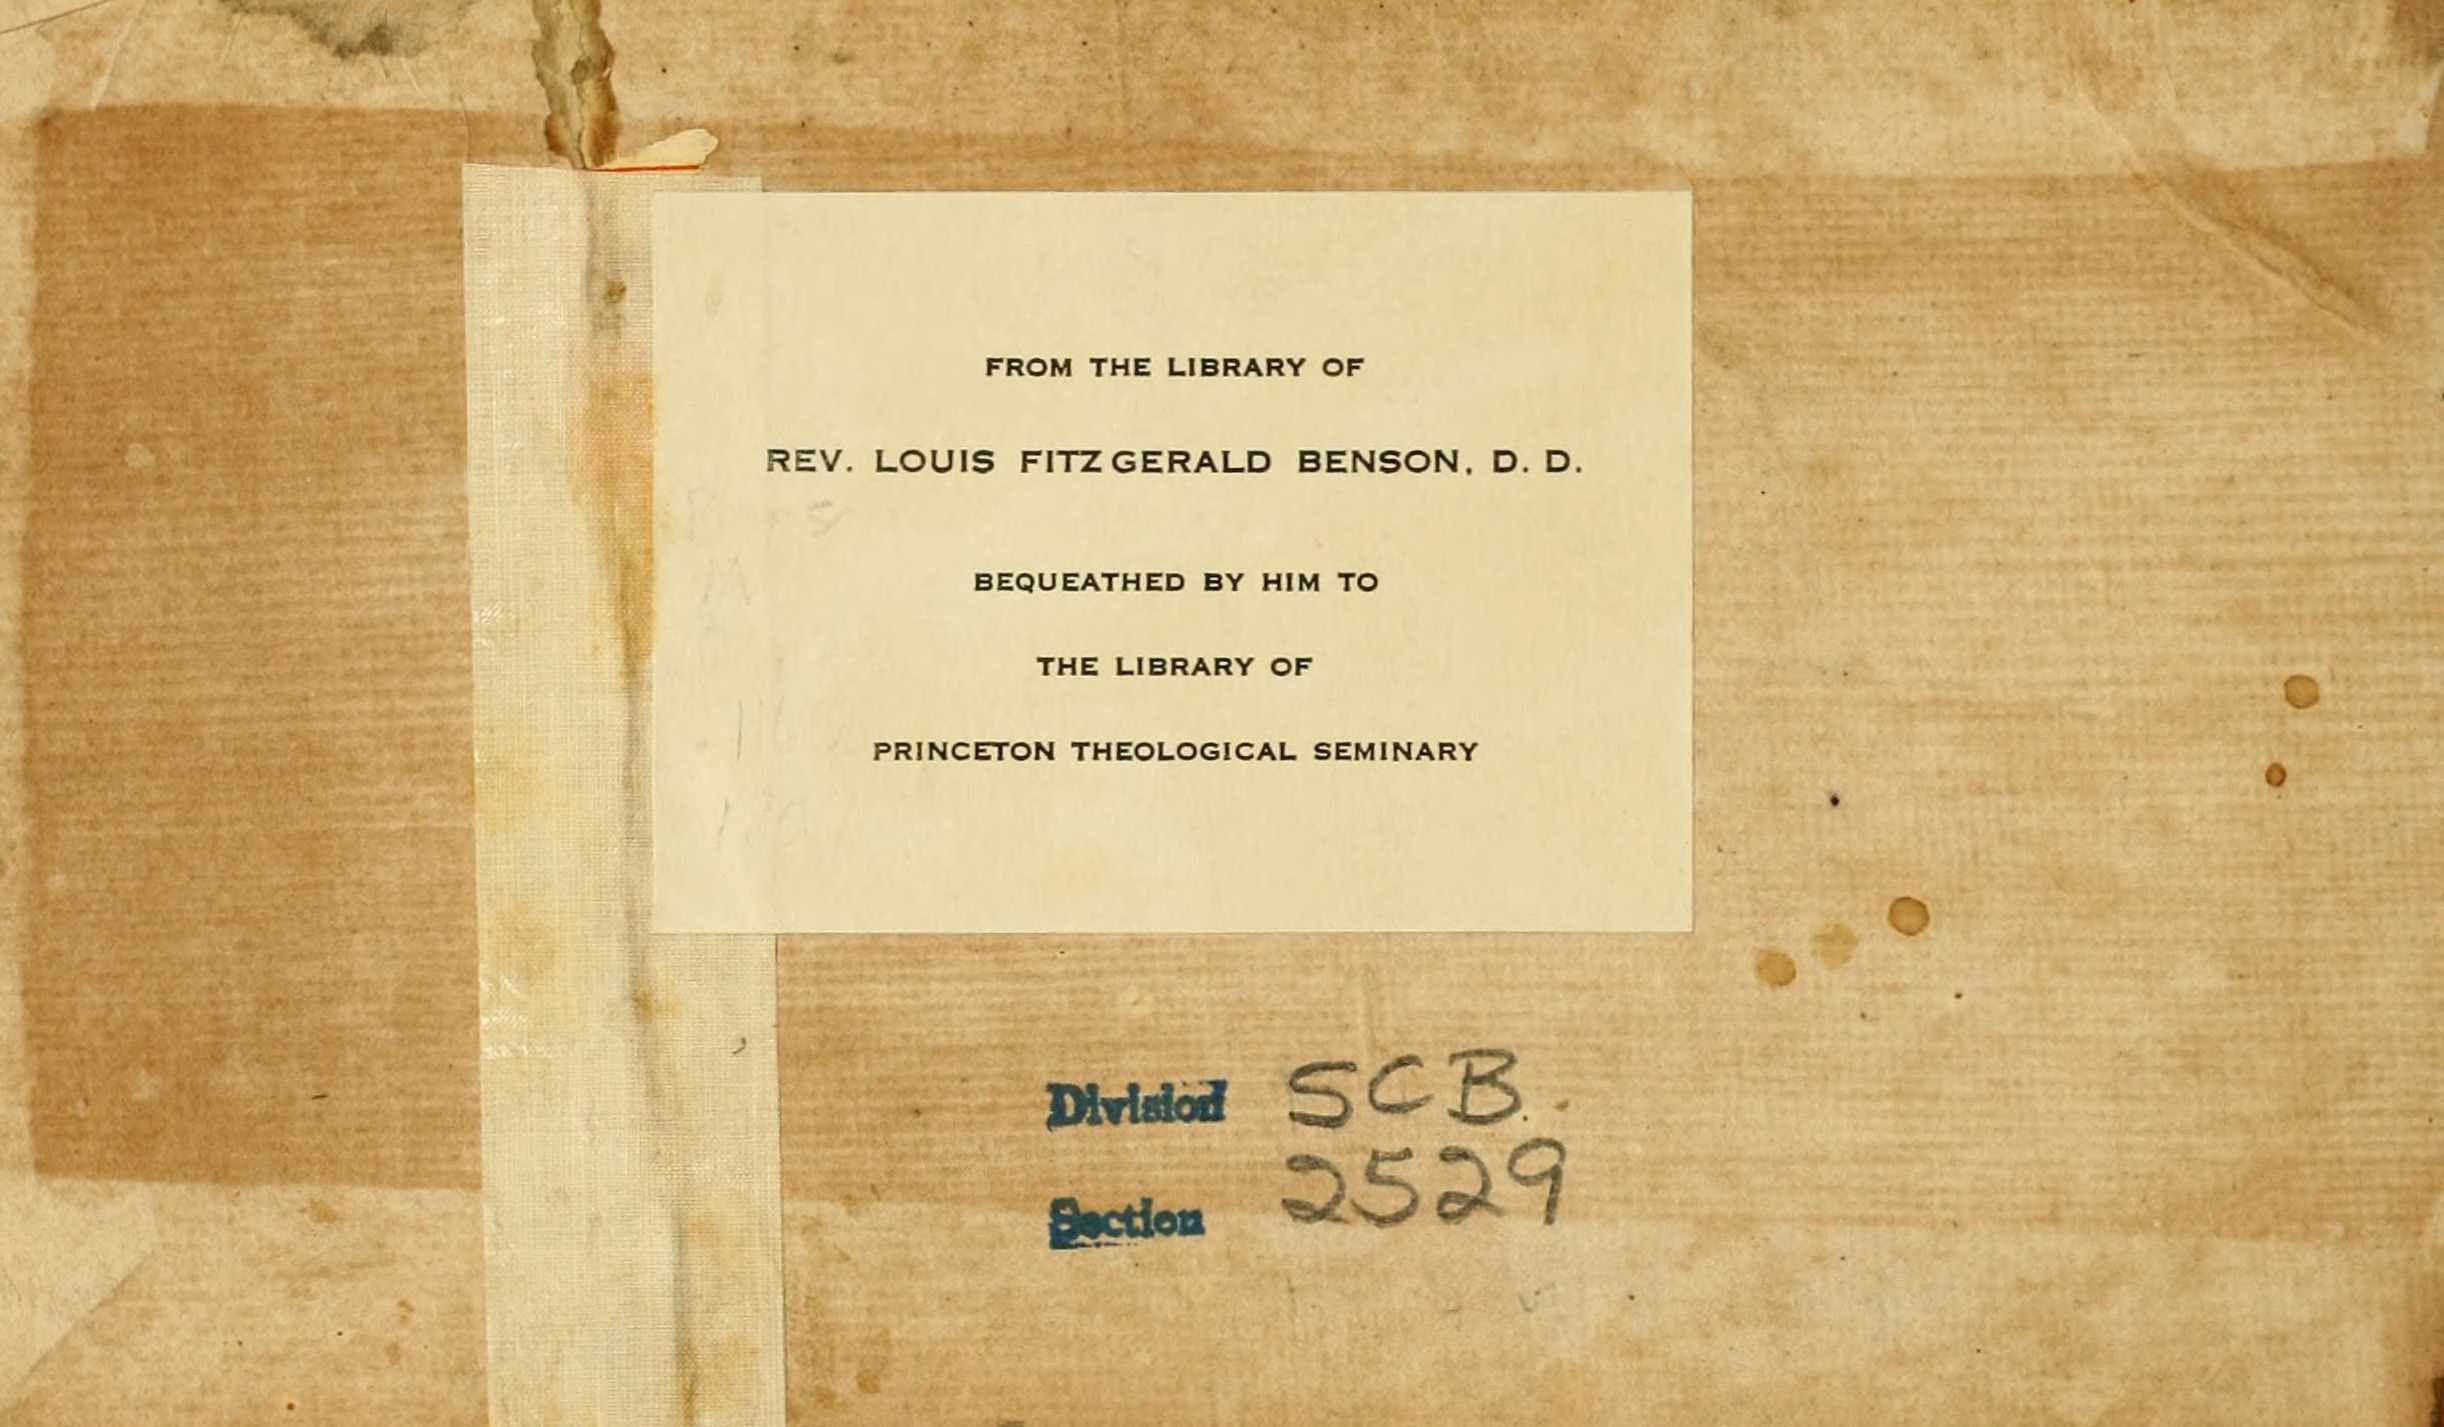 FROM THE LIBRARY OF
REV. LOUIS FITZGERALD BENSON, D. D.
BEQUEATHED BY HIM TO
THE LIBRARY OF
PRINCETON THEOLOGICAL SEMINARY
Division SCB
Section 2529